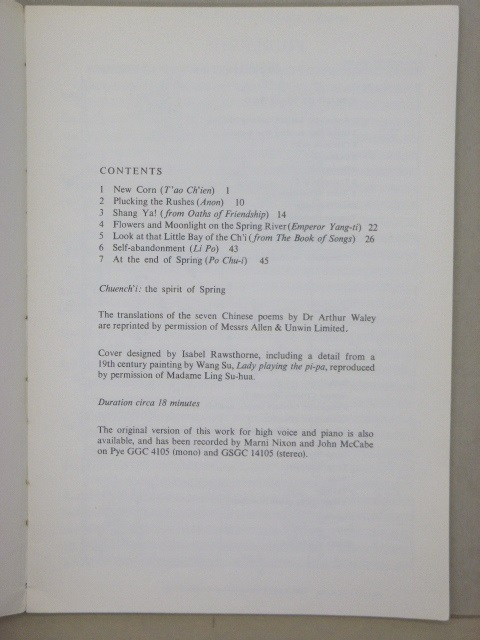 CONTENTS
1 New Corn (T'ao Ch'ien) 1
2 Plucking the Rushes (Anon) 10
3 Shang Ya! (from Oaths of Friendship) 14
4 Flowers and Moonlight on the Spring River (Emperor Yang-ti) 22
5 Look at that Little Bay of the Ch'i (from The Book of Songs) 26
6 Self-abandonment (Li Po) 43
7 At the end of Spring (Po Chu-i) 45
Chuench'i: the spirit of Spring
The translations of the seven Chinese poems by Dr Arthur Waley
are reprinted by permission of Messrs Allen & Unwin Limited.
Cover designed by Isabel Rawsthorne, including a detail from a
19th century painting by Wang Su, Lady playing the pi-pa, reproduced
by permission of Madame Ling Su-hua.
Duration circa 18 minutes
The original version of this work for high voice and piano is also
available, and has been recorded by Marni Nixon and John McCabe
on Pye GGC 4105 (mono) and GSGC 14105 (stereo).